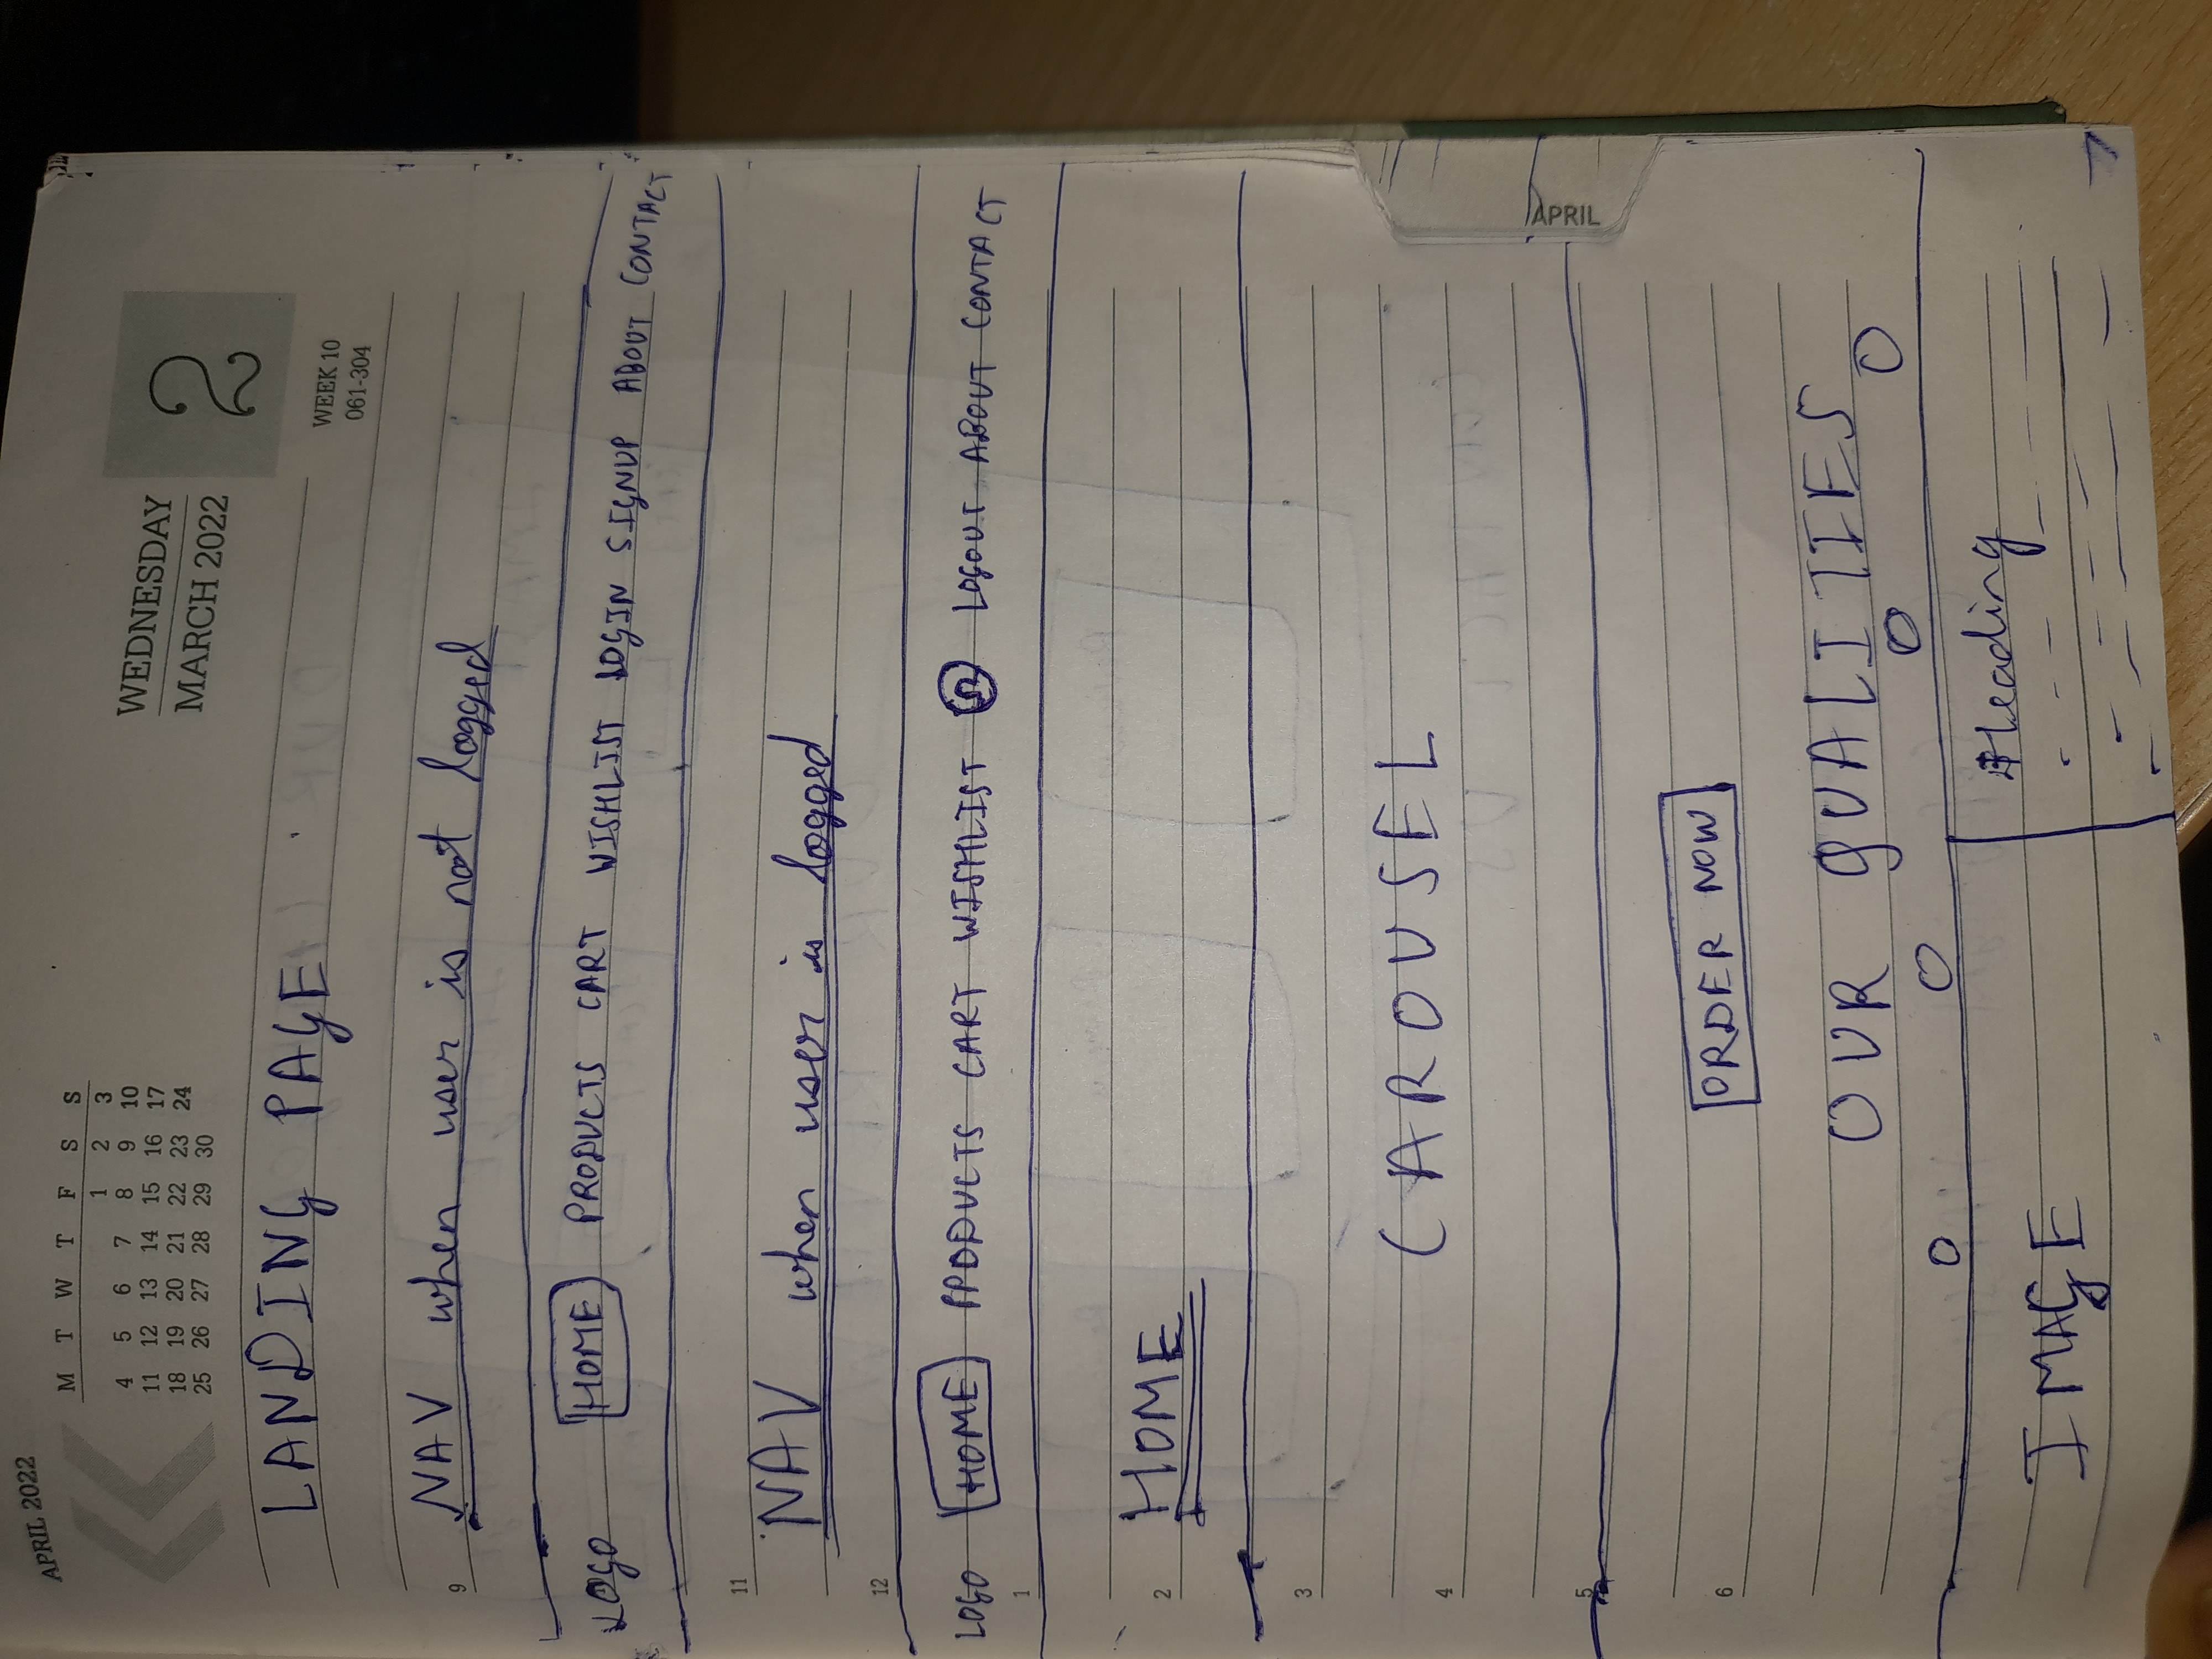 APRIL 2022
M T W T F S S
1 2 3
4 5 6 7 8 9 10
11 12 13 14 15 16 17
18 19 20 21 22 23 24
25 26 27 28 29 30
WEDNESDAY
MARCH 2022
2
WEEK 10
061-304
LANDING PAGE
9
NAV when user is not logged
LOGO HOME PRODUCTS CART WISHLIST LOGIN SIGNUP ABOUT CONTACT
11
NAV when user is logged
12
LOGO HOME PRODUCTS CART WISHLIST LOGOUT ABOUT CONTACT
1
2
HOME
3
CAROUSEL
4
APRIL
5
ORDER NOW
6
OUR QUALITIES
IMAGE
Heading